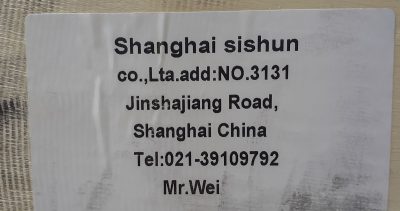 Shanghai sishun
co.,Lta.add:NO.3131
Jinshajiang Road,
Shanghai China
Tel:021-39109792
Mr.Wei